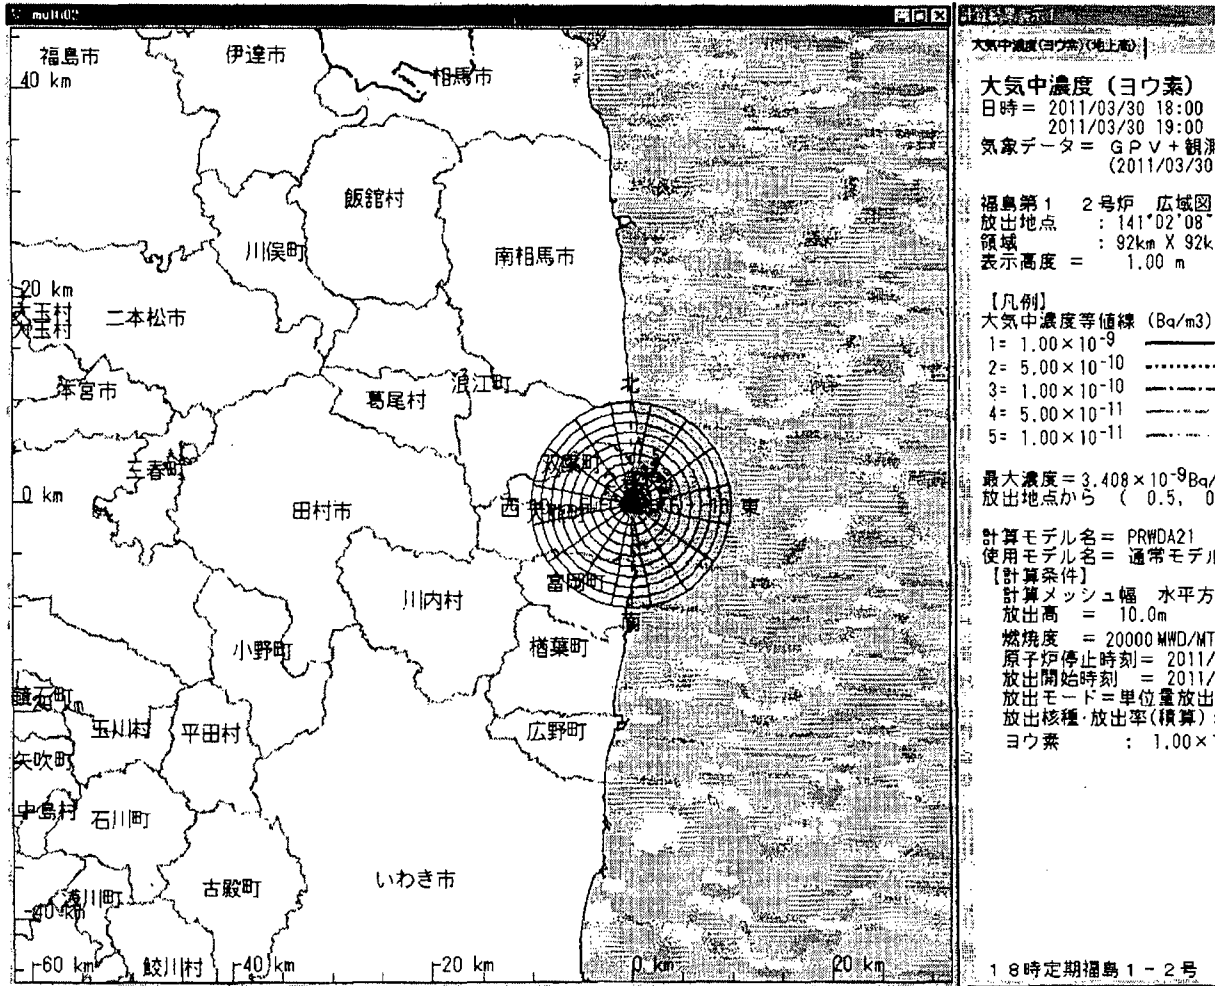 multi02
福島市
伊達市
相馬市
40 km
飯舘村
川俣町
南相馬市
20 km
大玉村
大玉村
二本松市
本宮市
葛尾村
浪江町
北
双葉町
三春町
0 km
田村市
西
東
富岡町
川内村
南
小野町
楢葉町
玉川村
平田村
広野町
矢吹町
中島村
石川町
浅川町
古殿町
いわき市
-40 km
-60 km
鮫川村
-40 km
-20 km
0 km
20 km
計算結果表示1
大気中濃度(ヨウ素)(地上高)
大気中濃度（ヨウ素）
日時＝ 2011/03/30 18:00
2011/03/30 19:00
気象データ＝ ＧＰＶ＋観測
(2011/03/30
福島第１ ２号炉 広域図
放出地点 : 141°02'08"
領域 : 92km X 92k
表示高度 ＝ 1.00 m
【凡例】
大気中濃度等値線 (Bq/m3)
1= 1.00×10⁻⁹
2= 5.00×10⁻¹⁰
3= 1.00×10⁻¹⁰
4= 5.00×10⁻¹¹
5= 1.00×10⁻¹¹
最大濃度＝3.408×10⁻⁹Bq/
放出地点から ( 0.5, 0
計算モデル名＝ PRWDA21
使用モデル名＝ 通常モデル
【計算条件】
計算メッシュ幅 水平方
放出高 ＝ 10.0m
燃焼度 ＝ 20000MWD/MT
原子炉停止時刻＝ 2011/
放出開始時刻 ＝ 2011/
放出モード＝単位量放出
放出核種・放出率(積算):
ヨウ素 : 1.00×1
１８時定期福島１－２号